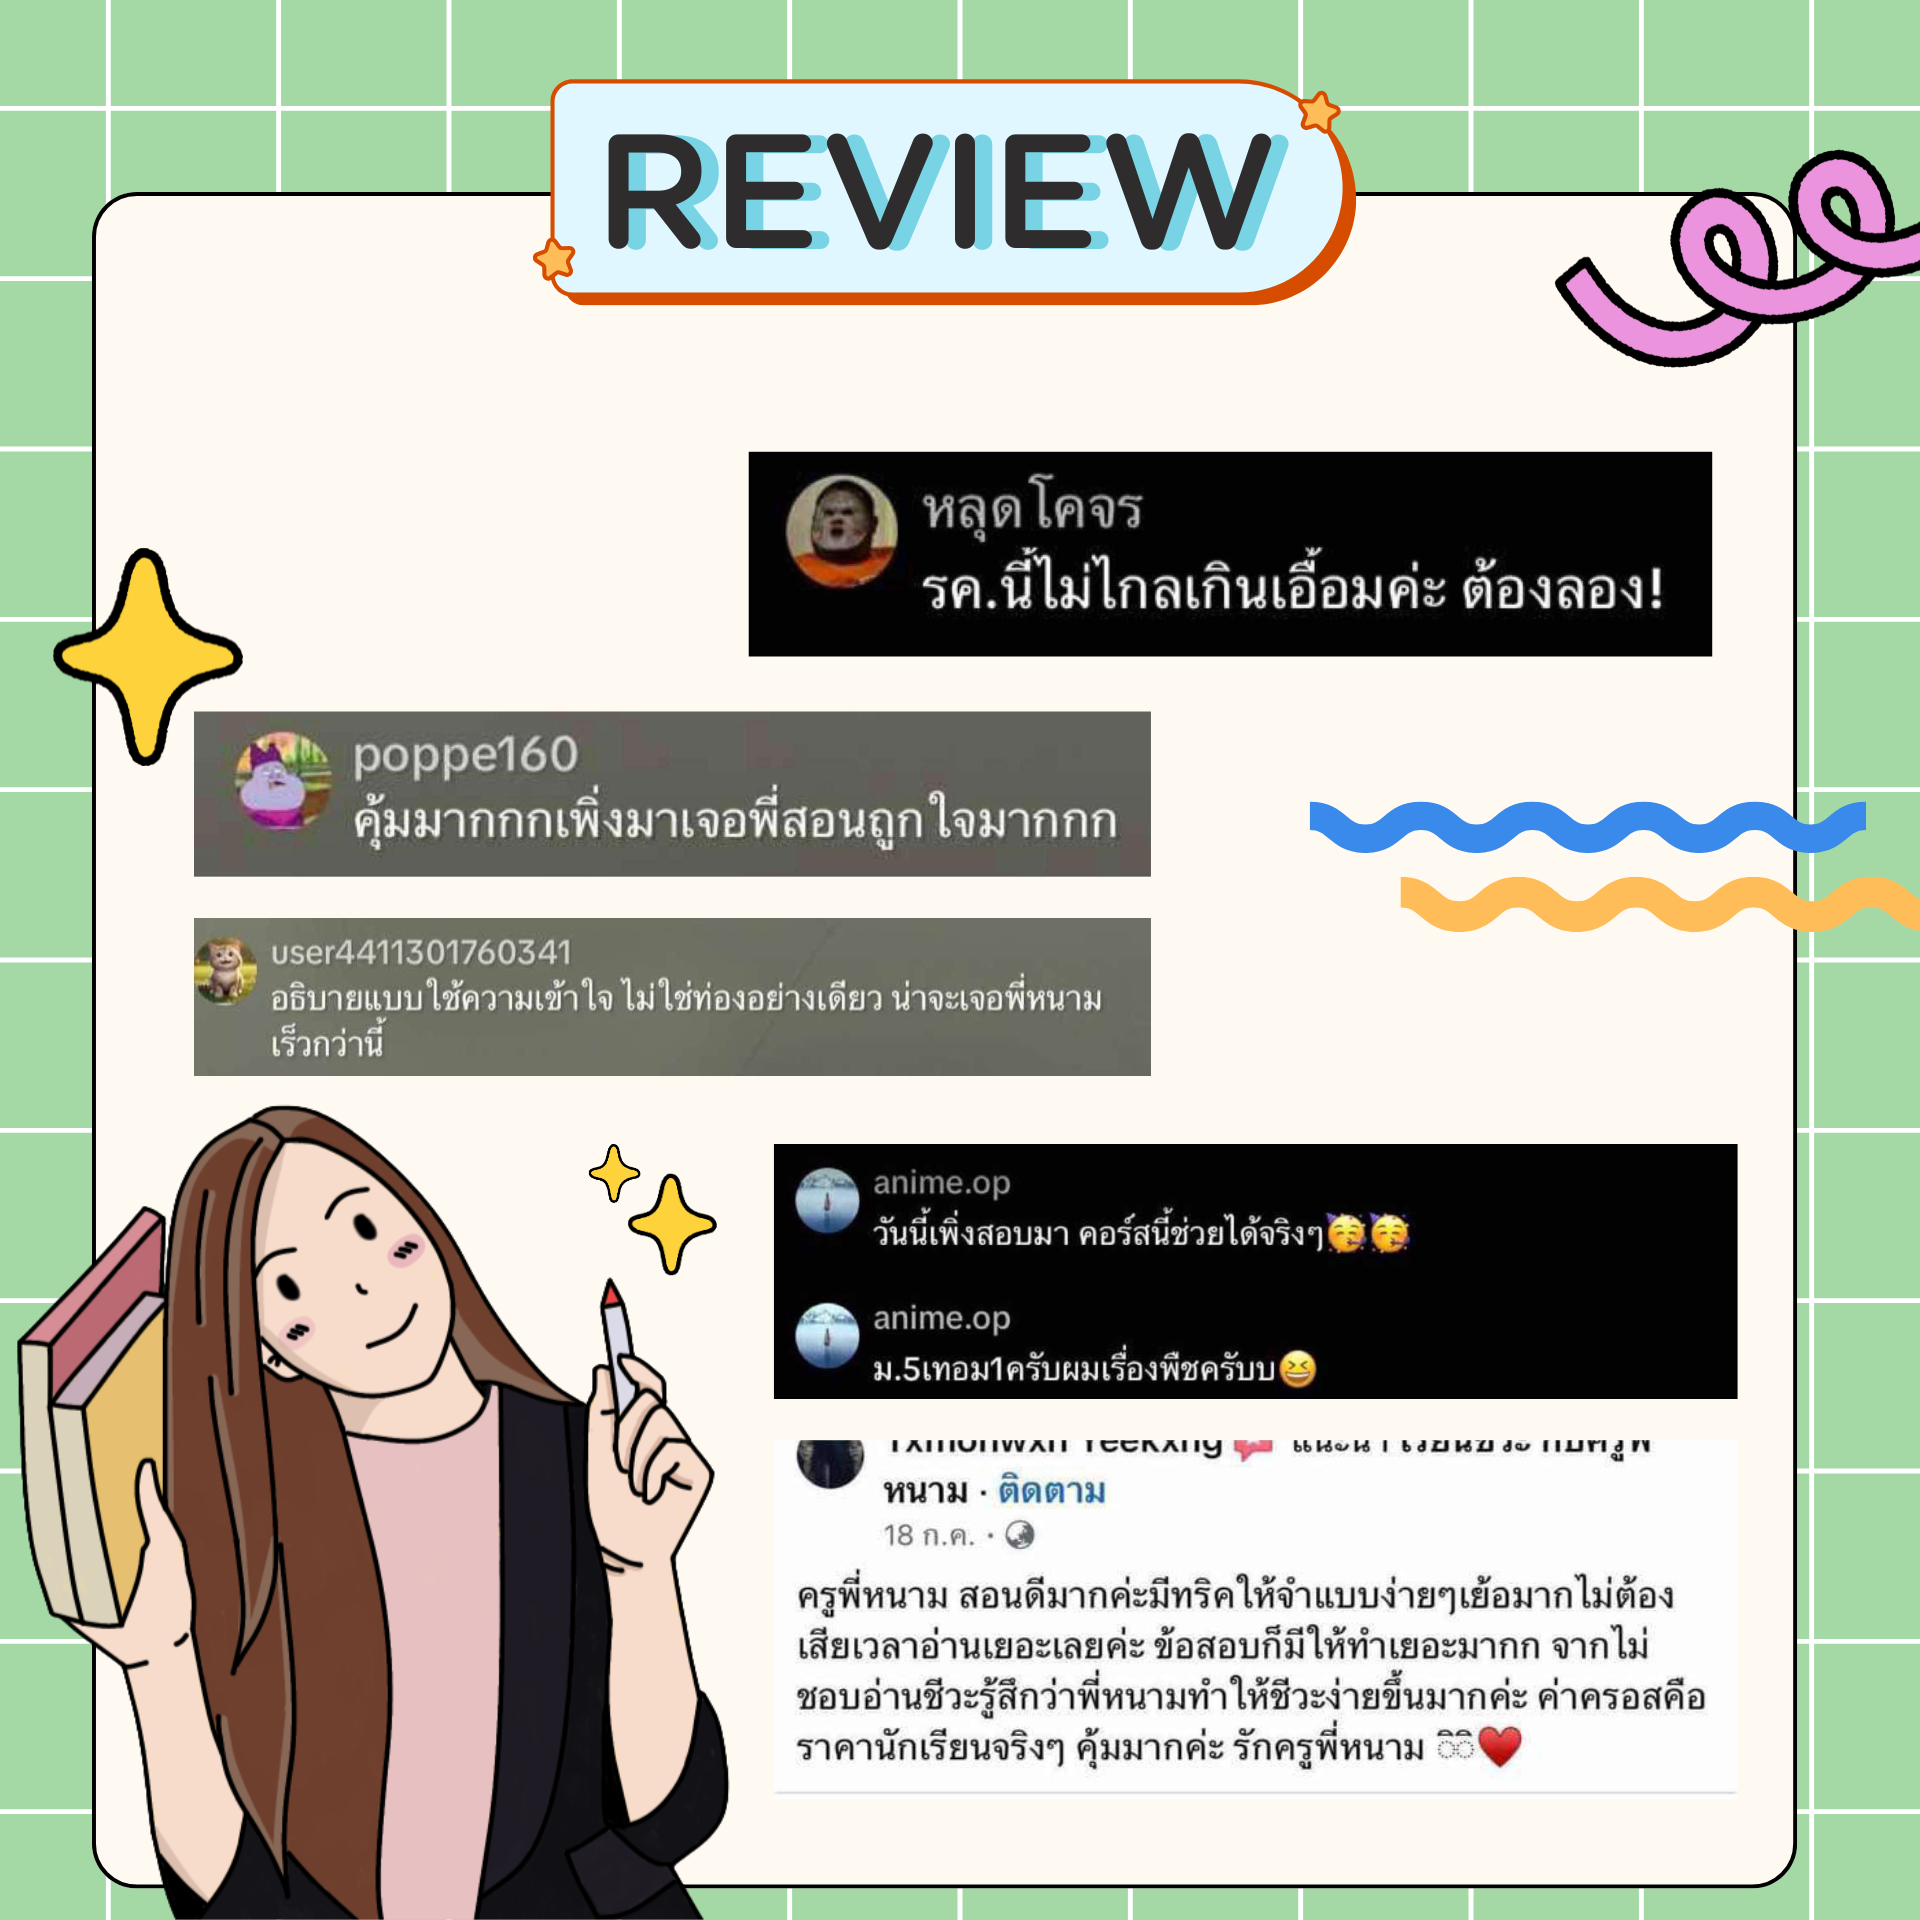 REVIEW
หลุดโคจร
รค.นี้ไม่ไกลเกินเอื้อมค่ะ ต้องลอง!
poppe160
คุ้มมากกกเพิ่งมาเจอพี่สอนถูกใจมากกก
user4411301760341
อธิบายแบบใช้ความเข้าใจ ไม่ใช่ท่องอย่างเดียว น่าจะเจอพี่หนาม
เร็วกว่านี้
anime.op
วันนี้เพิ่งสอบมา คอร์สนี้ช่วยได้จริงๆ🥳🥳
anime.op
ม.5เทอม1ครับผมเรื่องพืชครับบ😆
แนะนำ เรียนชีวะ กับครูพี่
หนาม · ติดตาม
18 ก.ค. ·
ครูพี่หนาม สอนดีมากค่ะมีทริคให้จำแบบง่ายๆเย้อมากไม่ต้อง
เสียเวลาอ่านเยอะเลยค่ะ ข้อสอบก็มีให้ทำเยอะมากก จากไม่
ชอบอ่านชีวะรู้สึกว่าพี่หนามทำให้ชีวะง่ายขึ้นมากค่ะ ค่าครอสคือ
ราคานักเรียนจริงๆ คุ้มมากค่ะ รักครูพี่หนาม ิิ❤️